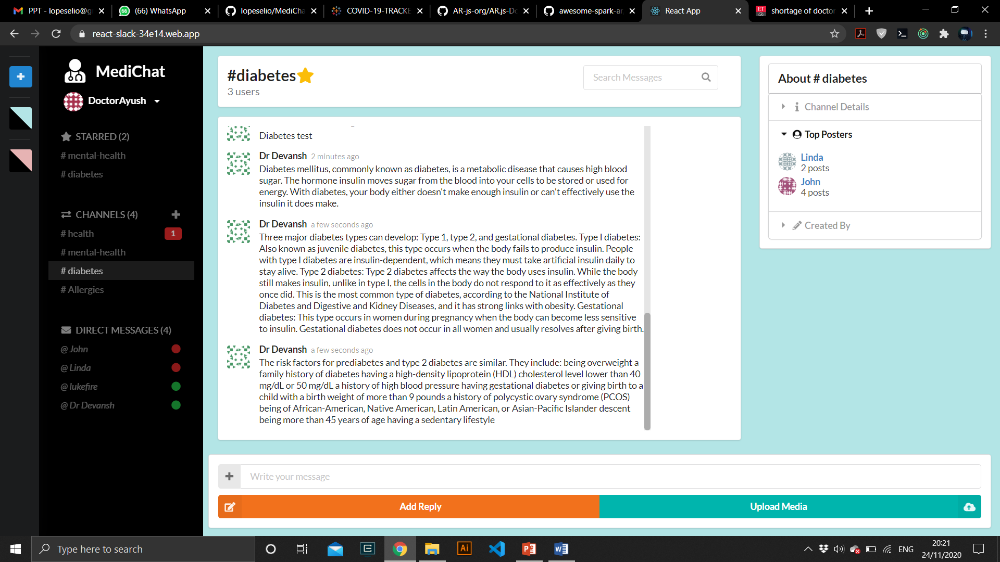 PPT - lopeselio@g
(66) WhatsApp
lopeselio/MediCha
COVID-19-TRACKE
AR-js-org/AR.js-Do
awesome-spark-ar
React App
shortage of doctor
react-slack-34e14.web.app
MediChat
DoctorAyush
STARRED (2)
# mental-health
# diabetes
CHANNELS (4)
# health 1
# mental-health
# diabetes
# Allergies
DIRECT MESSAGES (4)
@ John
@ Linda
@ lukefire
@ Dr Devansh
#diabetes
3 users
Search Messages
Diabetes test
Dr Devansh 2 minutes ago
Diabetes mellitus, commonly known as diabetes, is a metabolic disease that causes high blood
sugar. The hormone insulin moves sugar from the blood into your cells to be stored or used for
energy. With diabetes, your body either doesn't make enough insulin or can't effectively use the
insulin it does make.
Dr Devansh a few seconds ago
Three major diabetes types can develop: Type 1, type 2, and gestational diabetes. Type I diabetes:
Also known as juvenile diabetes, this type occurs when the body fails to produce insulin. People
with type I diabetes are insulin-dependent, which means they must take artificial insulin daily to
stay alive. Type 2 diabetes: Type 2 diabetes affects the way the body uses insulin. While the body
still makes insulin, unlike in type I, the cells in the body do not respond to it as effectively as they
once did. This is the most common type of diabetes, according to the National Institute of
Diabetes and Digestive and Kidney Diseases, and it has strong links with obesity. Gestational
diabetes: This type occurs in women during pregnancy when the body can become less sensitive
to insulin. Gestational diabetes does not occur in all women and usually resolves after giving birth.
Dr Devansh a few seconds ago
The risk factors for prediabetes and type 2 diabetes are similar. They include: being overweight a
family history of diabetes having a high-density lipoprotein (HDL) cholesterol level lower than 40
mg/dL or 50 mg/dL a history of high blood pressure having gestational diabetes or giving birth to a
child with a birth weight of more than 9 pounds a history of polycystic ovary syndrome (PCOS)
being of African-American, Native American, Latin American, or Asian-Pacific Islander descent
being more than 45 years of age having a sedentary lifestyle
Write your message
Add Reply
Upload Media
About # diabetes
Channel Details
Top Posters
Linda
2 posts
John
4 posts
Created By
Type here to search
ENG
20:21
24/11/2020